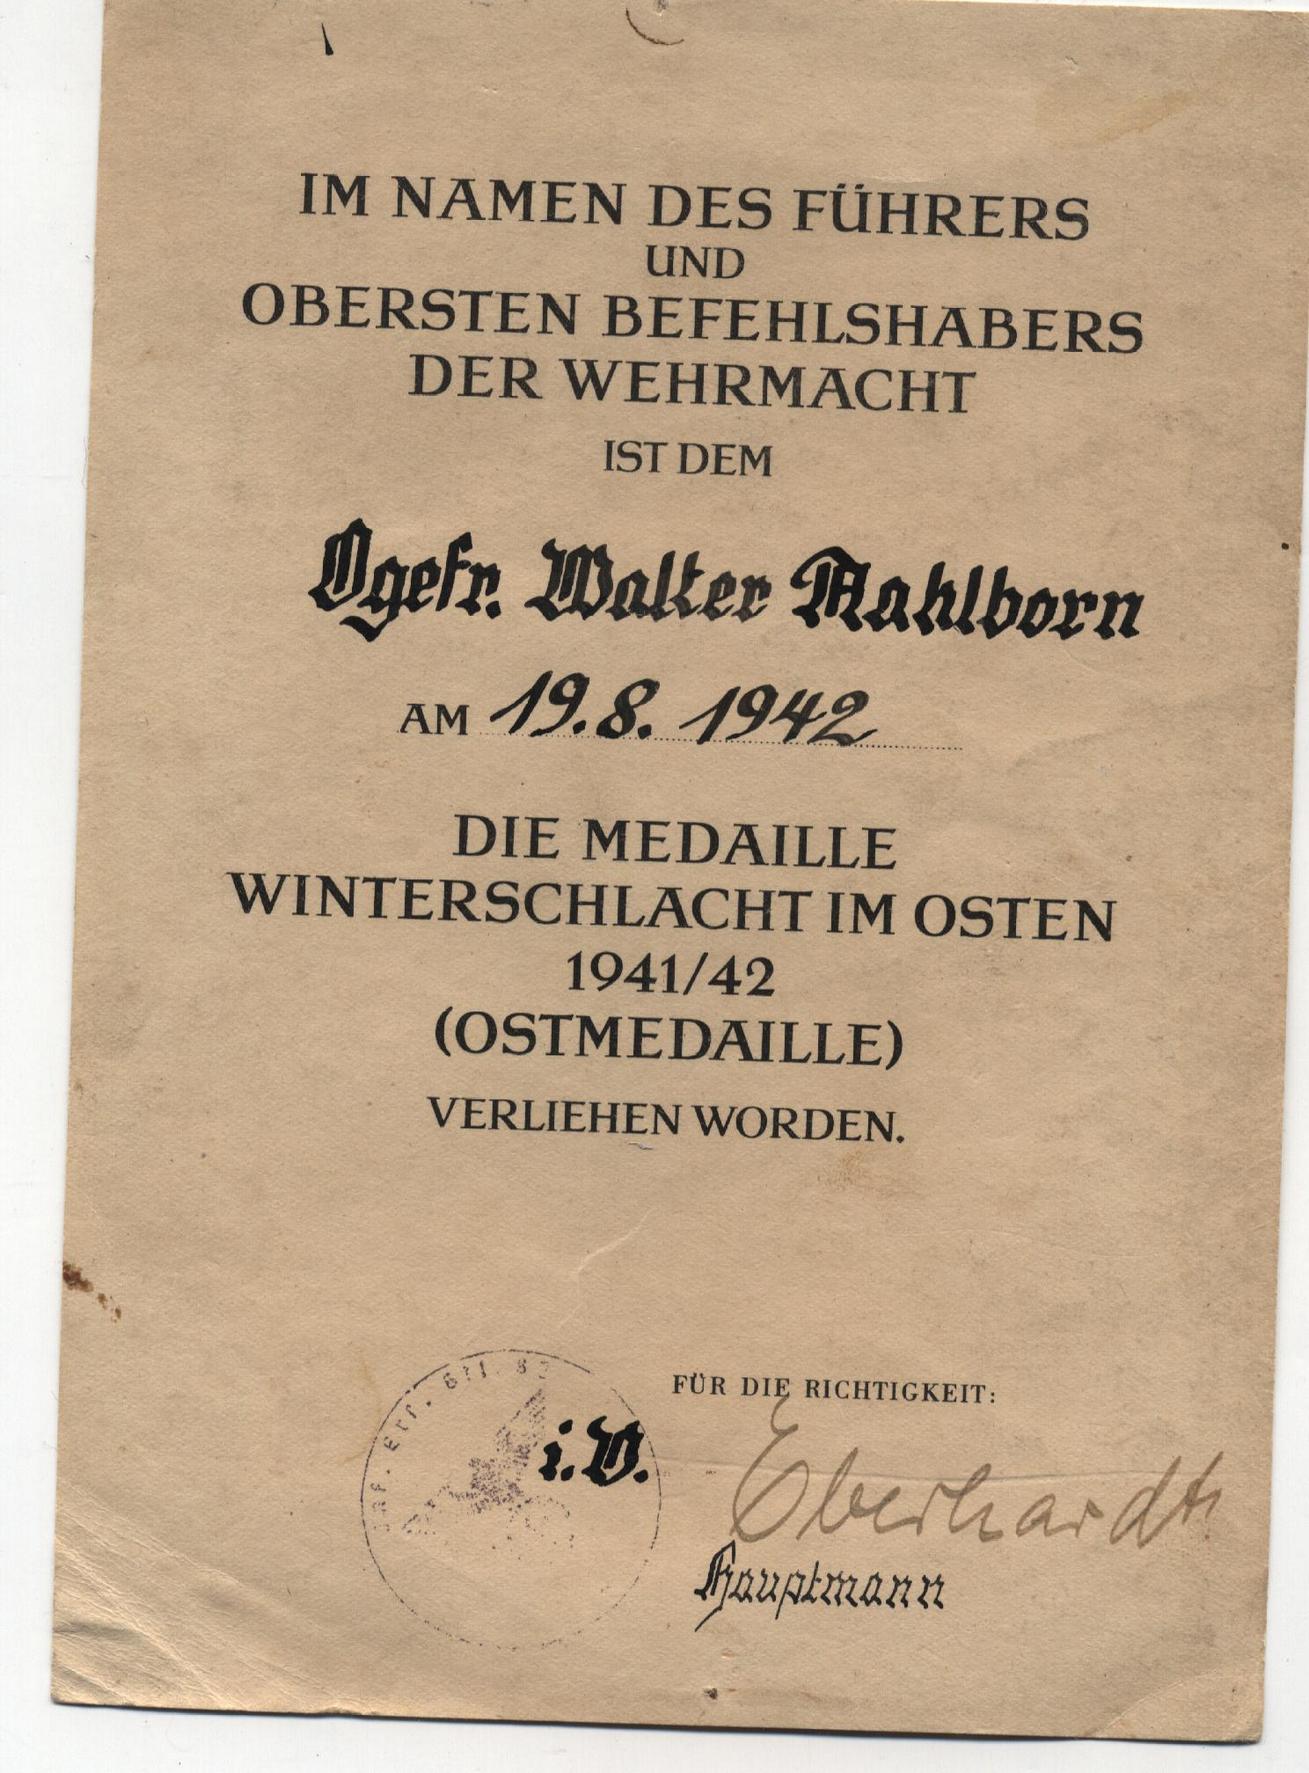 IM NAMEN DES FÜHRERS
UND
OBERSTEN BEFEHLSHABERS
DER WEHRMACHT
IST DEM
Ogefr. Walter Mahlborn
AM 19. 8. 1942
DIE MEDAILLE
WINTERSCHLACHT IM OSTEN
1941/42
(OSTMEDAILLE)
VERLIEHEN WORDEN.
FÜR DIE RICHTIGKEIT:
i.V.
Eberhardt
Hauptmann